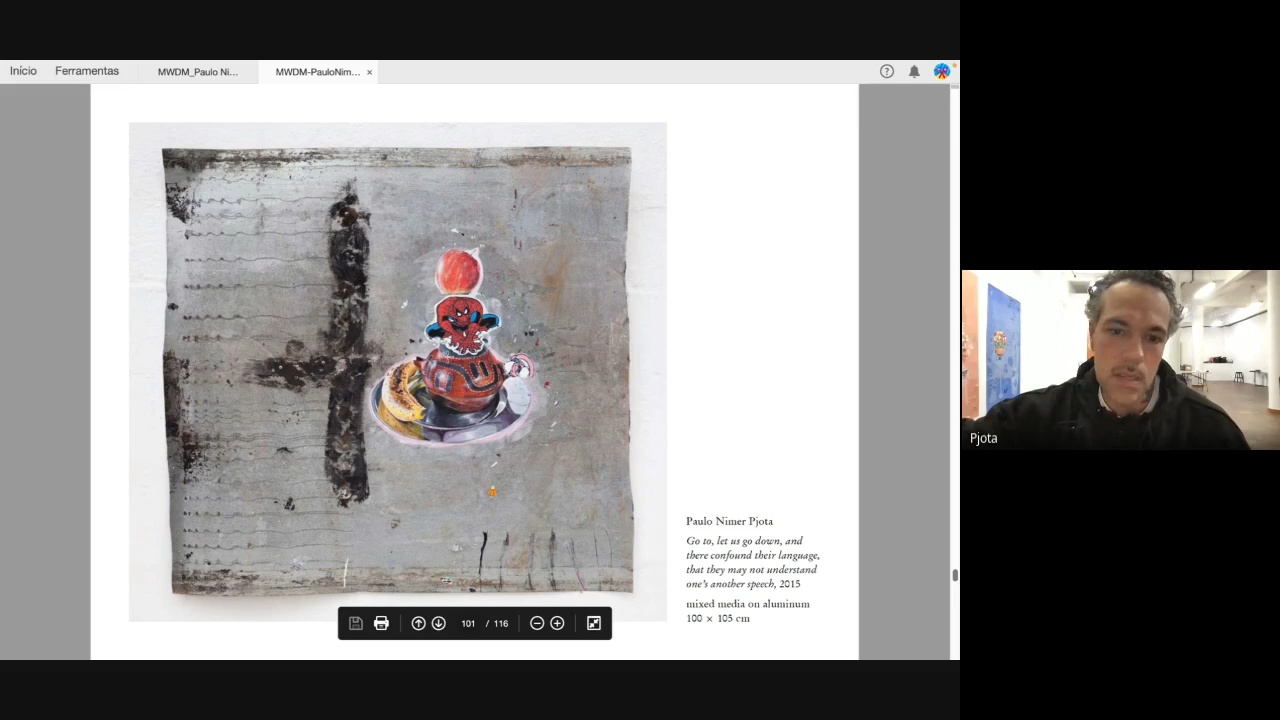 Início Ferramentas MWDM_Paulo Ni... MWDM-PauloNim... ×
Paulo Nimer Pjota
Go to, let us go down, and
there confound their language,
that they may not understand
one's another speech, 2015
mixed media on aluminum
100 × 105 cm
101 / 116
Pjota